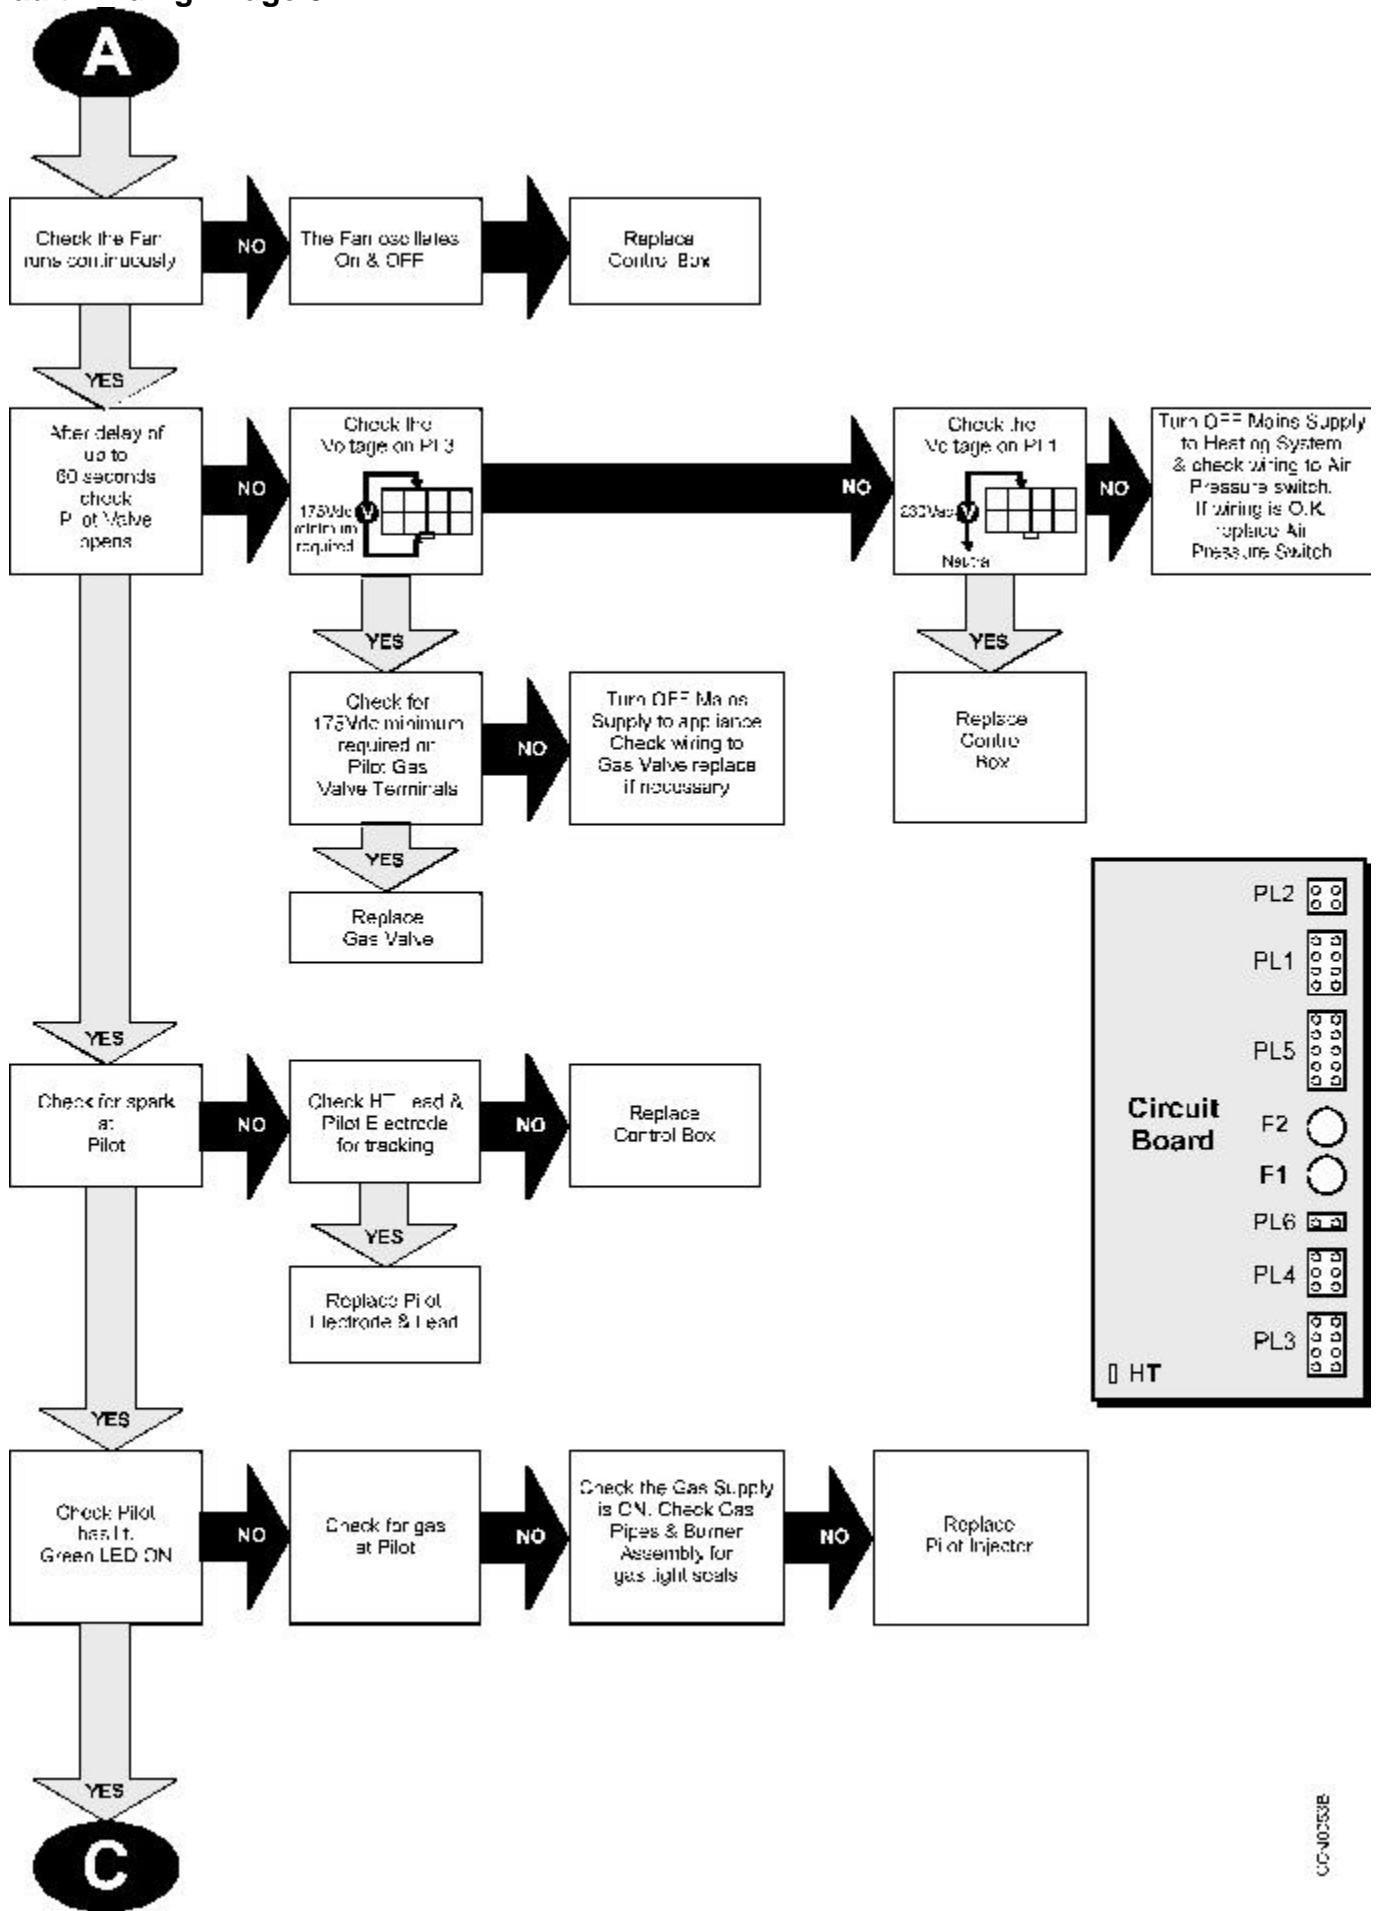 A
Check the Fan
runs continuously
NO
The Fan oscillates
On & OFF
Replace
Control Box
YES
After delay of
up to
60 seconds
check
Pilot Valve
opens
NO
Check the
Voltage on PL3
175Vdc
minimum
required
V
NO
Check the
Voltage on PL1
230Vac
V
Neutral
NO
Turn OFF Mains Supply
to Heating System
& check wiring to Air
Pressure switch.
If wiring is O.K.
replace Air
Pressure Switch
YES
YES
Check for
175Vdc minimum
required on
Pilot Gas
Valve Terminals
NO
Turn OFF Mains
Supply to appliance
Check wiring to
Gas Valve replace
if necessary
Replace
Control
Box
YES
Replace
Gas Valve
YES
Check for spark
at
Pilot
NO
Check HT Lead &
Pilot Electrode
for tracking
NO
Replace
Control Box
YES
Replace Pilot
Electrode & Lead
Circuit
Board
PL2
PL1
PL5
F2
F1
PL6
PL4
PL3
HT
YES
Check Pilot
has lit.
Green LED ON
NO
Check for gas
at Pilot
NO
Check the Gas Supply
is ON. Check Gas
Pipes & Burner
Assembly for
gas tight seals
NO
Replace
Pilot Injector
YES
C